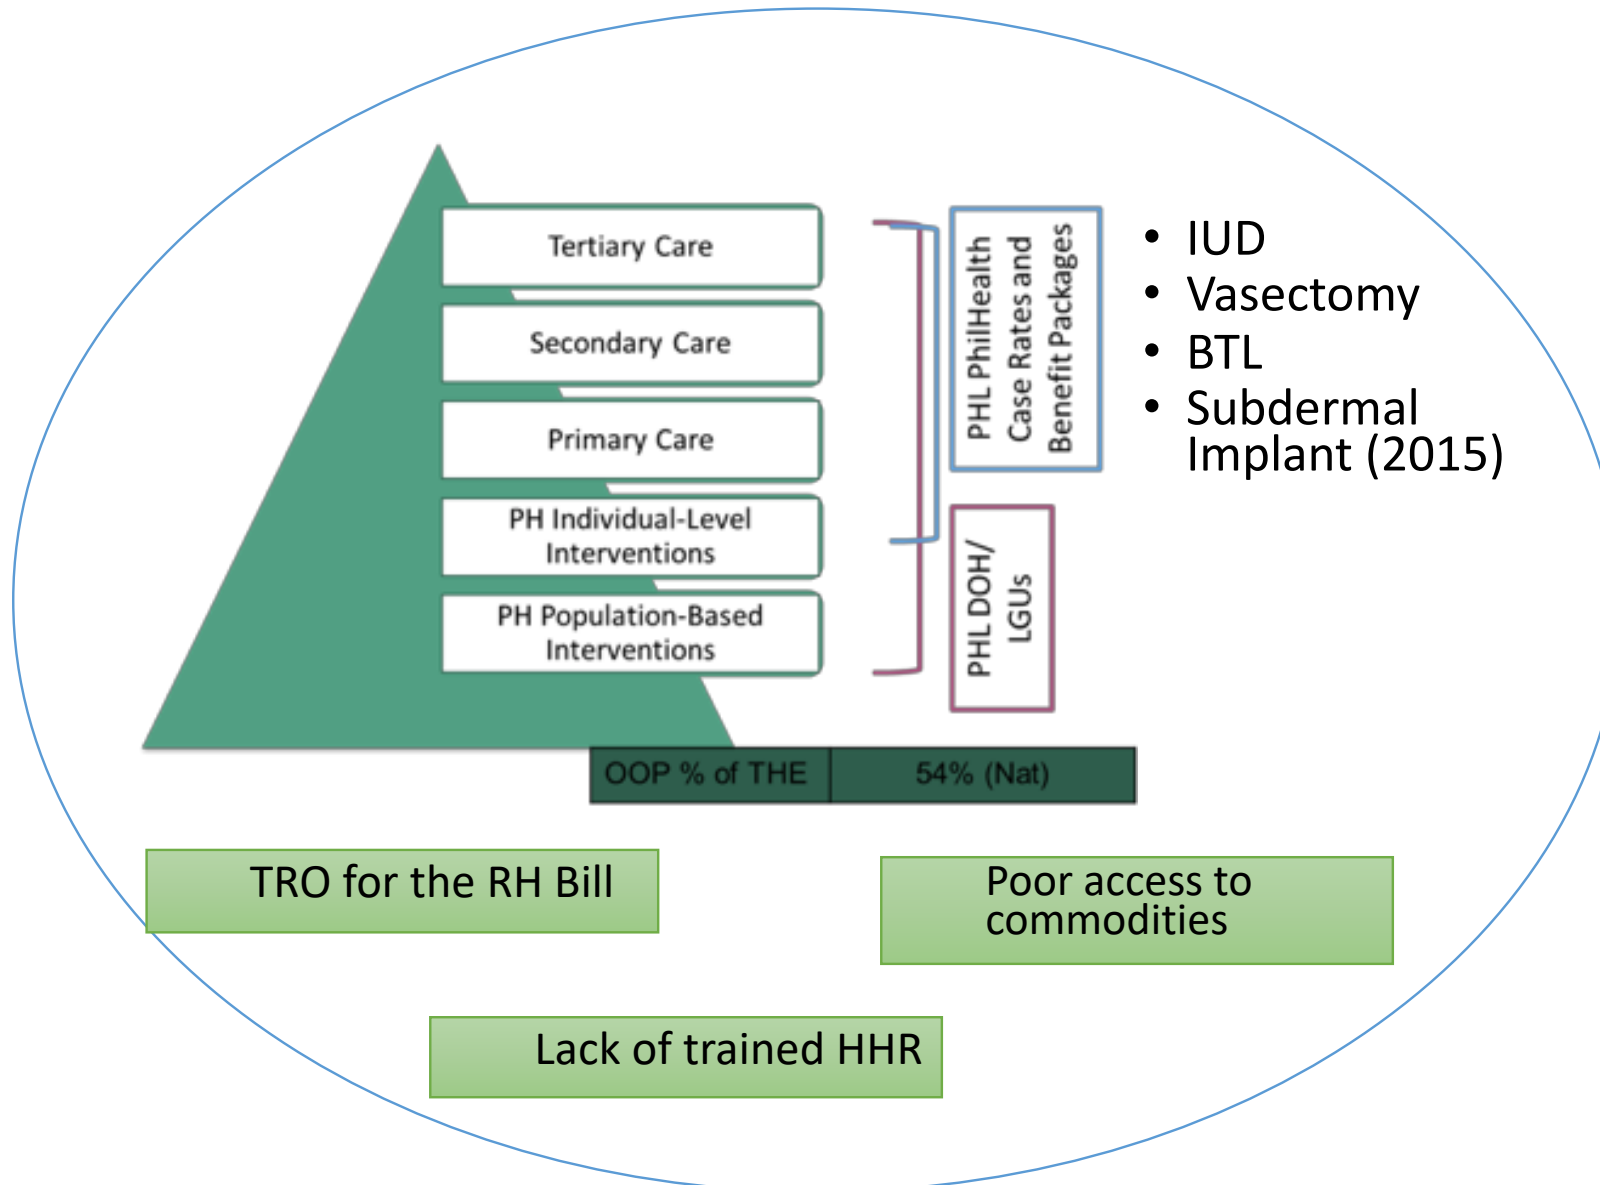 Tertiary Care
Secondary Care
Primary Care
PH Individual-Level
Interventions
PH Population-Based
Interventions
PHL PhilHealth
Case Rates and
Benefit Packages
PHL DOH/
LGUs
• IUD
• Vasectomy
• BTL
• Subdermal
Implant (2015)
OOP % of THE 54% (Nat)
TRO for the RH Bill
Poor access to
commodities
Lack of trained HHR